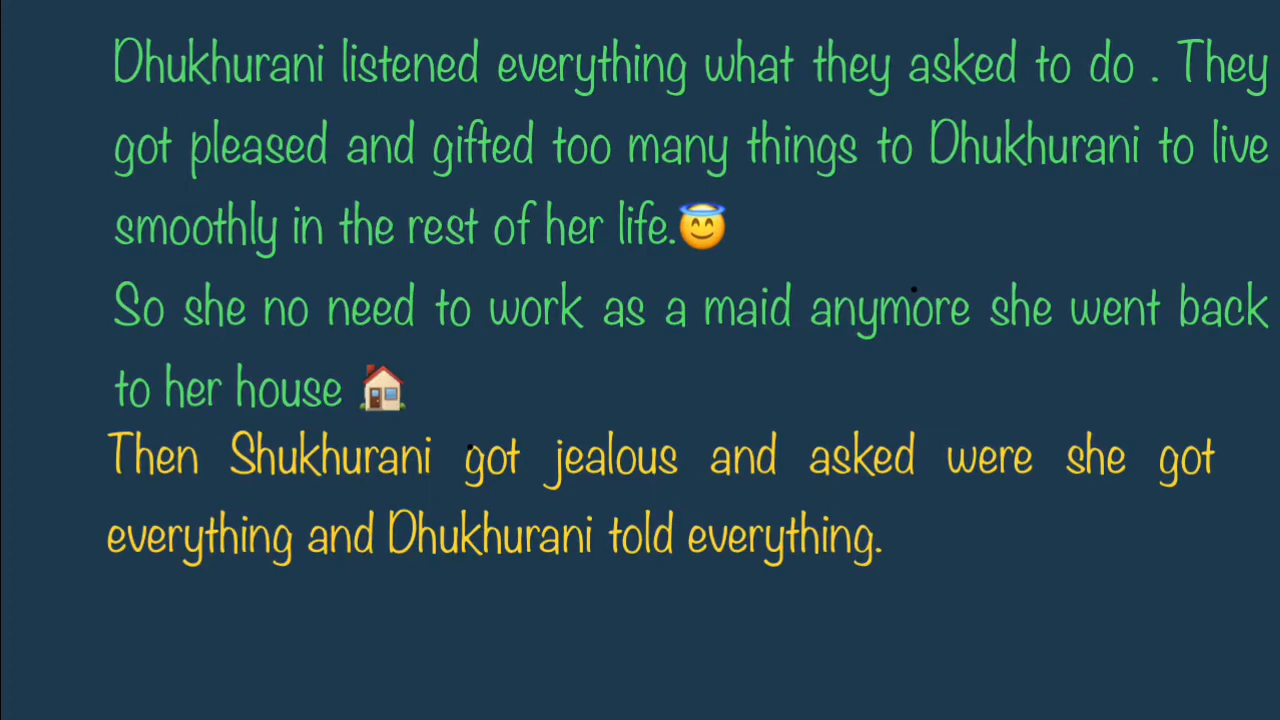 Dhukhurani listened everything what they asked to do . They
got pleased and gifted too many things to Dhukhurani to live
smoothly in the rest of her life.😇
So she no need to work as a maid anymore she went back
to her house 🏠
Then Shukhurani got jealous and asked were she got
everything and Dhukhurani told everything.